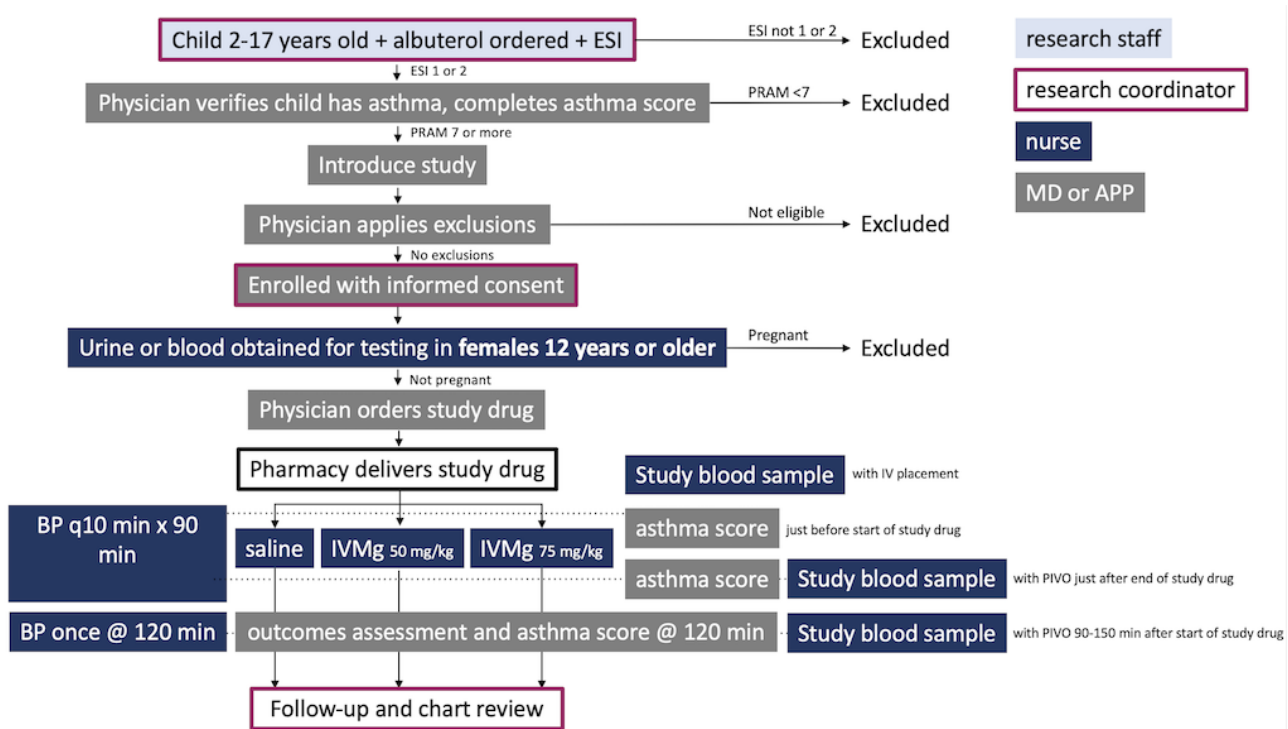 Child 2-17 years old + albuterol ordered + ESI
ESI not 1 or 2
Excluded
research staff
ESI 1 or 2
Physician verifies child has asthma, completes asthma score
PRAM <7
Excluded
research coordinator
PRAM 7 or more
nurse
Introduce study
MD or APP
Physician applies exclusions
Not eligible
Excluded
No exclusions
Enrolled with informed consent
Urine or blood obtained for testing in females 12 years or older
Pregnant
Excluded
Not pregnant
Physician orders study drug
Pharmacy delivers study drug
Study blood sample
with IV placement
BP q10 min x 90
min
saline
IVMg 50 mg/kg
IVMg 75 mg/kg
asthma score
just before start of study drug
asthma score
Study blood sample
with PIVO just after end of study drug
BP once @ 120 min
outcomes assessment and asthma score @ 120 min
Study blood sample
with PIVO 90-150 min after start of study drug
Follow-up and chart review